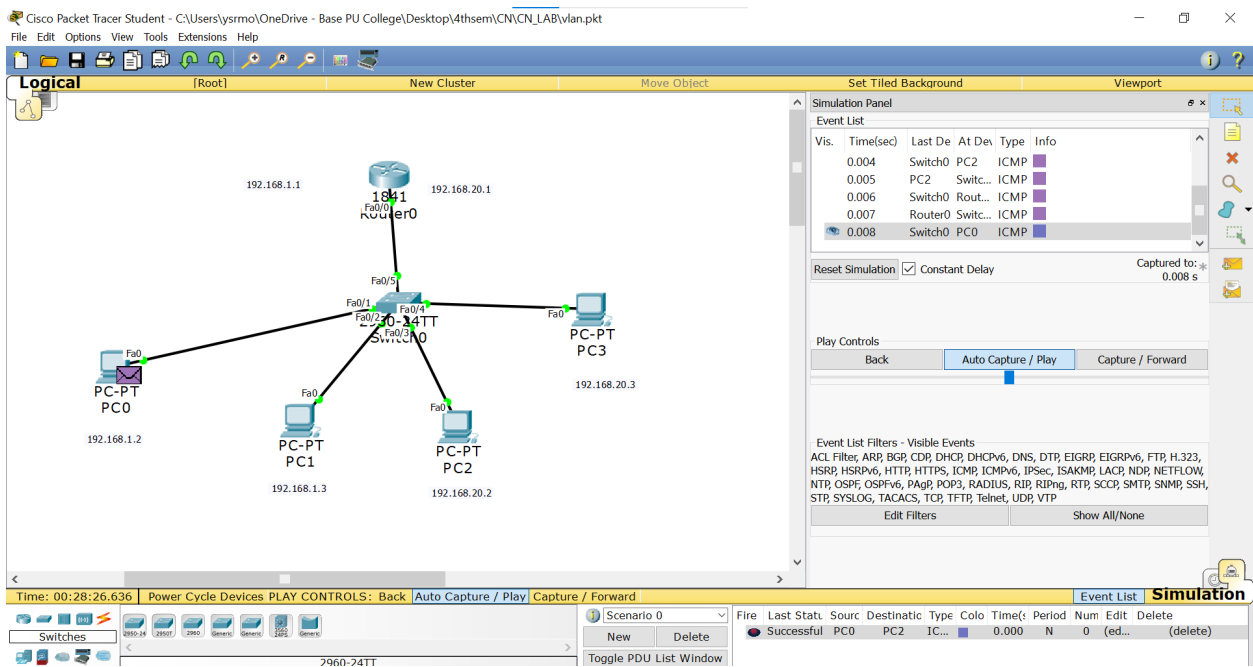 Cisco Packet Tracer Student - C:\Users\ysrmo\OneDrive - Base PU College\Desktop\4thsem\CN\CN_LAB\vlan.pkt
File Edit Options View Tools Extensions Help
Logical [Root] New Cluster Move Object Set Tiled Background Viewport
192.168.1.1
192.168.20.1
1841
Fa0/0
Router0
Fa0/5
Fa0/1
Fa0/4
Fa0/2
2960-24TT
Fa0/3
Switch0
Fa0
PC-PT
PC3
192.168.20.3
Fa0
PC-PT
PC0
192.168.1.2
Fa0
PC-PT
PC1
192.168.1.3
Fa0
PC-PT
PC2
192.168.20.2
Simulation Panel
Event List
Vis. Time(sec) Last De At Dev Type Info
0.004 Switch0 PC2 ICMP
0.005 PC2 Switc... ICMP
0.006 Switch0 Rout... ICMP
0.007 Router0 Switc... ICMP
0.008 Switch0 PC0 ICMP
Reset Simulation Constant Delay Captured to: *
0.008 s
Play Controls
Back Auto Capture / Play Capture / Forward
Event List Filters - Visible Events
ACL Filter, ARP, BGP, CDP, DHCP, DHCPv6, DNS, DTP, EIGRP, EIGRPv6, FTP, H.323,
HSRP, HSRPv6, HTTP, HTTPS, ICMP, ICMPv6, IPSec, ISAKMP, LACP, NDP, NETFLOW,
NTP, OSPF, OSPFv6, PAgP, POP3, RADIUS, RIP, RIPng, RTP, SCCP, SMTP, SNMP, SSH,
STP, SYSLOG, TACACS, TCP, TFTP, Telnet, UDP, VTP
Edit Filters Show All/None
Time: 00:28:26.636 Power Cycle Devices PLAY CONTROLS: Back Auto Capture / Play Capture / Forward Event List Simulation
Switches
2950-24 2950T 2960 Generic Generic 3560 24PS Generic
2960-24TT
Scenario 0
New Delete
Toggle PDU List Window
Fire Last Statu Sourc Destinatic Type Colo Time(s Period Num Edit Delete
Successful PC0 PC2 IC... 0.000 N 0 (ed... (delete)